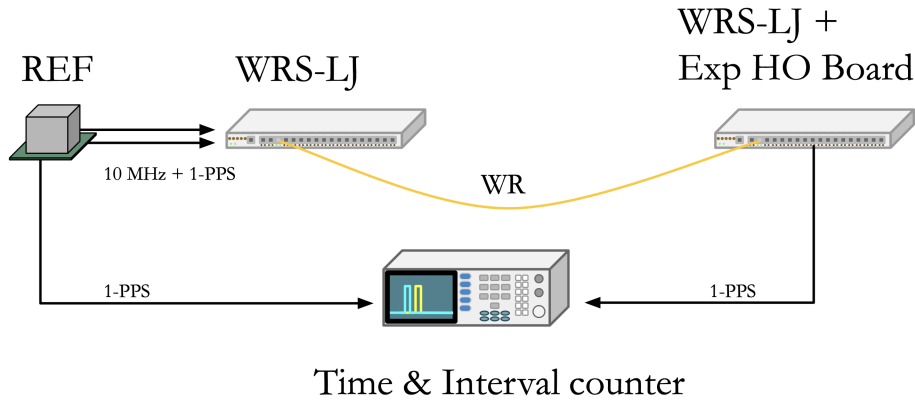 REF
WRS-LJ
WRS-LJ +
Exp HO Board
10 MHz + 1-PPS
WR
1-PPS
1-PPS
Time & Interval counter